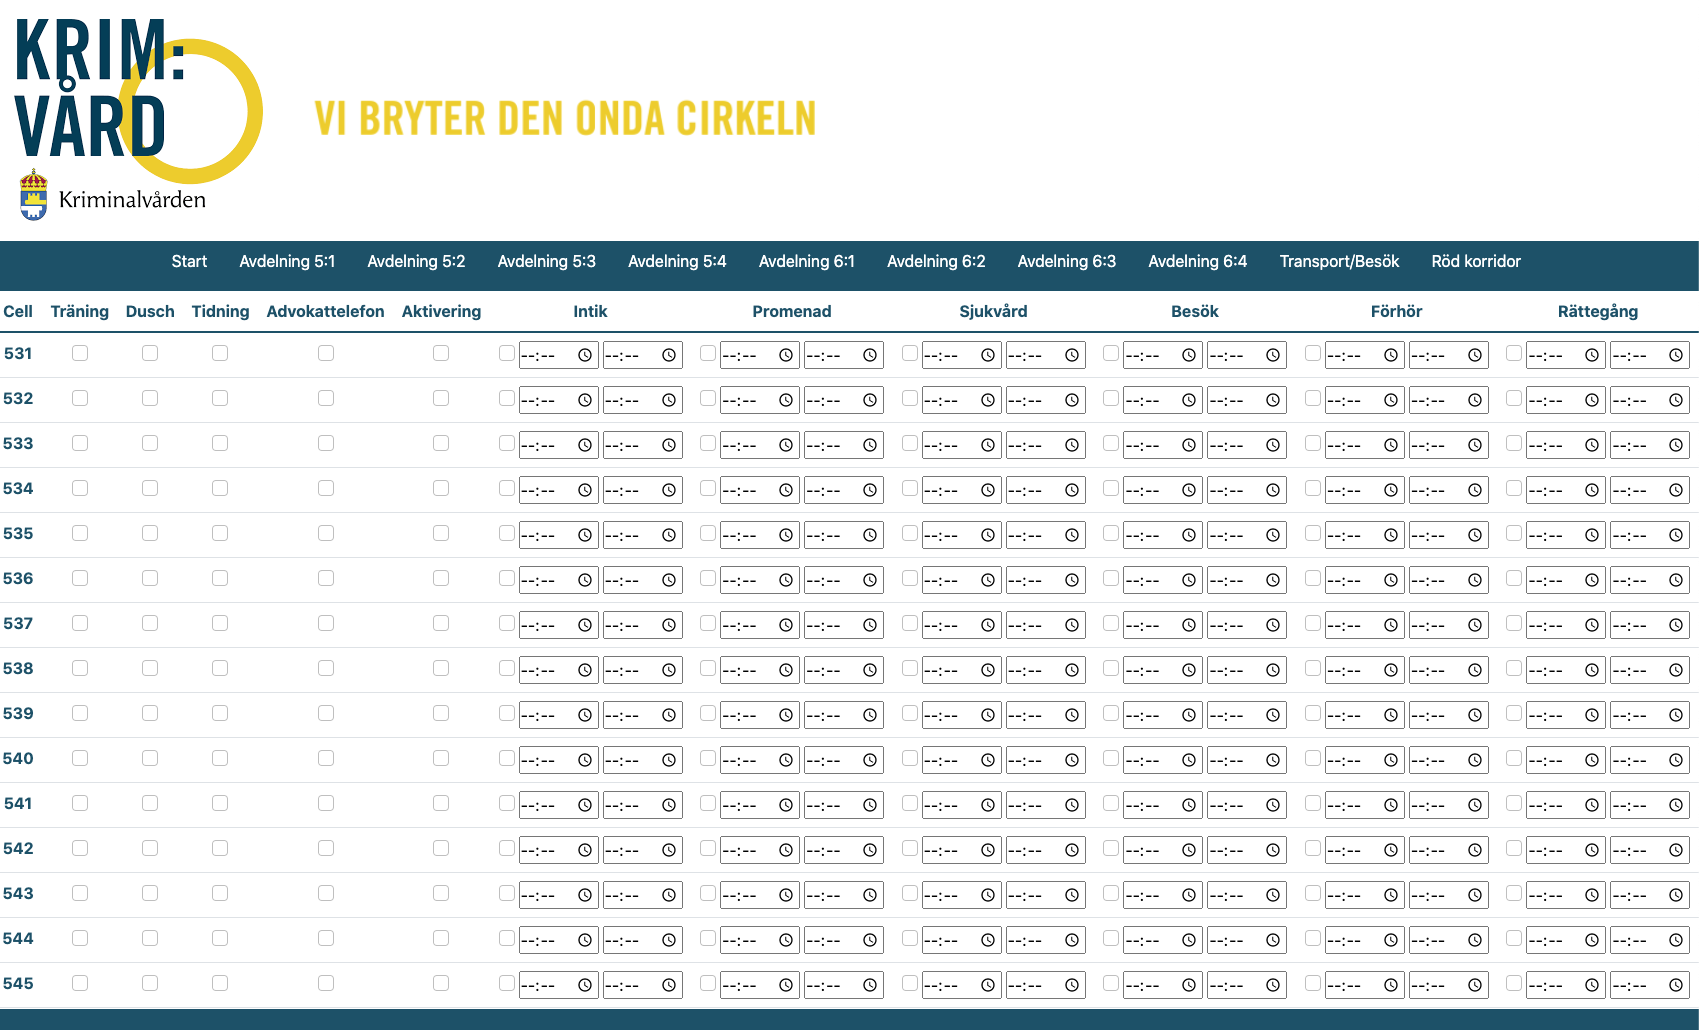 KRIM:
VÅRD
VI BRYTER DEN ONDA CIRKELN
Kriminalvården
Start Avdelning 5:1 Avdelning 5:2 Avdelning 5:3 Avdelning 5:4 Avdelning 6:1 Avdelning 6:2 Avdelning 6:3 Avdelning 6:4 Transport/Besök Röd korridor
Cell Träning Dusch Tidning Advokattelefon Aktivering Intik Promenad Sjukvård Besök Förhör Rättegång
531 --:-- --:-- --:-- --:-- --:-- --:-- --:-- --:-- --:-- --:-- --:-- --:--
532 --:-- --:-- --:-- --:-- --:-- --:-- --:-- --:-- --:-- --:-- --:-- --:--
533 --:-- --:-- --:-- --:-- --:-- --:-- --:-- --:-- --:-- --:-- --:-- --:--
534 --:-- --:-- --:-- --:-- --:-- --:-- --:-- --:-- --:-- --:-- --:-- --:--
535 --:-- --:-- --:-- --:-- --:-- --:-- --:-- --:-- --:-- --:-- --:-- --:--
536 --:-- --:-- --:-- --:-- --:-- --:-- --:-- --:-- --:-- --:-- --:-- --:--
537 --:-- --:-- --:-- --:-- --:-- --:-- --:-- --:-- --:-- --:-- --:-- --:--
538 --:-- --:-- --:-- --:-- --:-- --:-- --:-- --:-- --:-- --:-- --:-- --:--
539 --:-- --:-- --:-- --:-- --:-- --:-- --:-- --:-- --:-- --:-- --:-- --:--
540 --:-- --:-- --:-- --:-- --:-- --:-- --:-- --:-- --:-- --:-- --:-- --:--
541 --:-- --:-- --:-- --:-- --:-- --:-- --:-- --:-- --:-- --:-- --:-- --:--
542 --:-- --:-- --:-- --:-- --:-- --:-- --:-- --:-- --:-- --:-- --:-- --:--
543 --:-- --:-- --:-- --:-- --:-- --:-- --:-- --:-- --:-- --:-- --:-- --:--
544 --:-- --:-- --:-- --:-- --:-- --:-- --:-- --:-- --:-- --:-- --:-- --:--
545 --:-- --:-- --:-- --:-- --:-- --:-- --:-- --:-- --:-- --:-- --:-- --:--